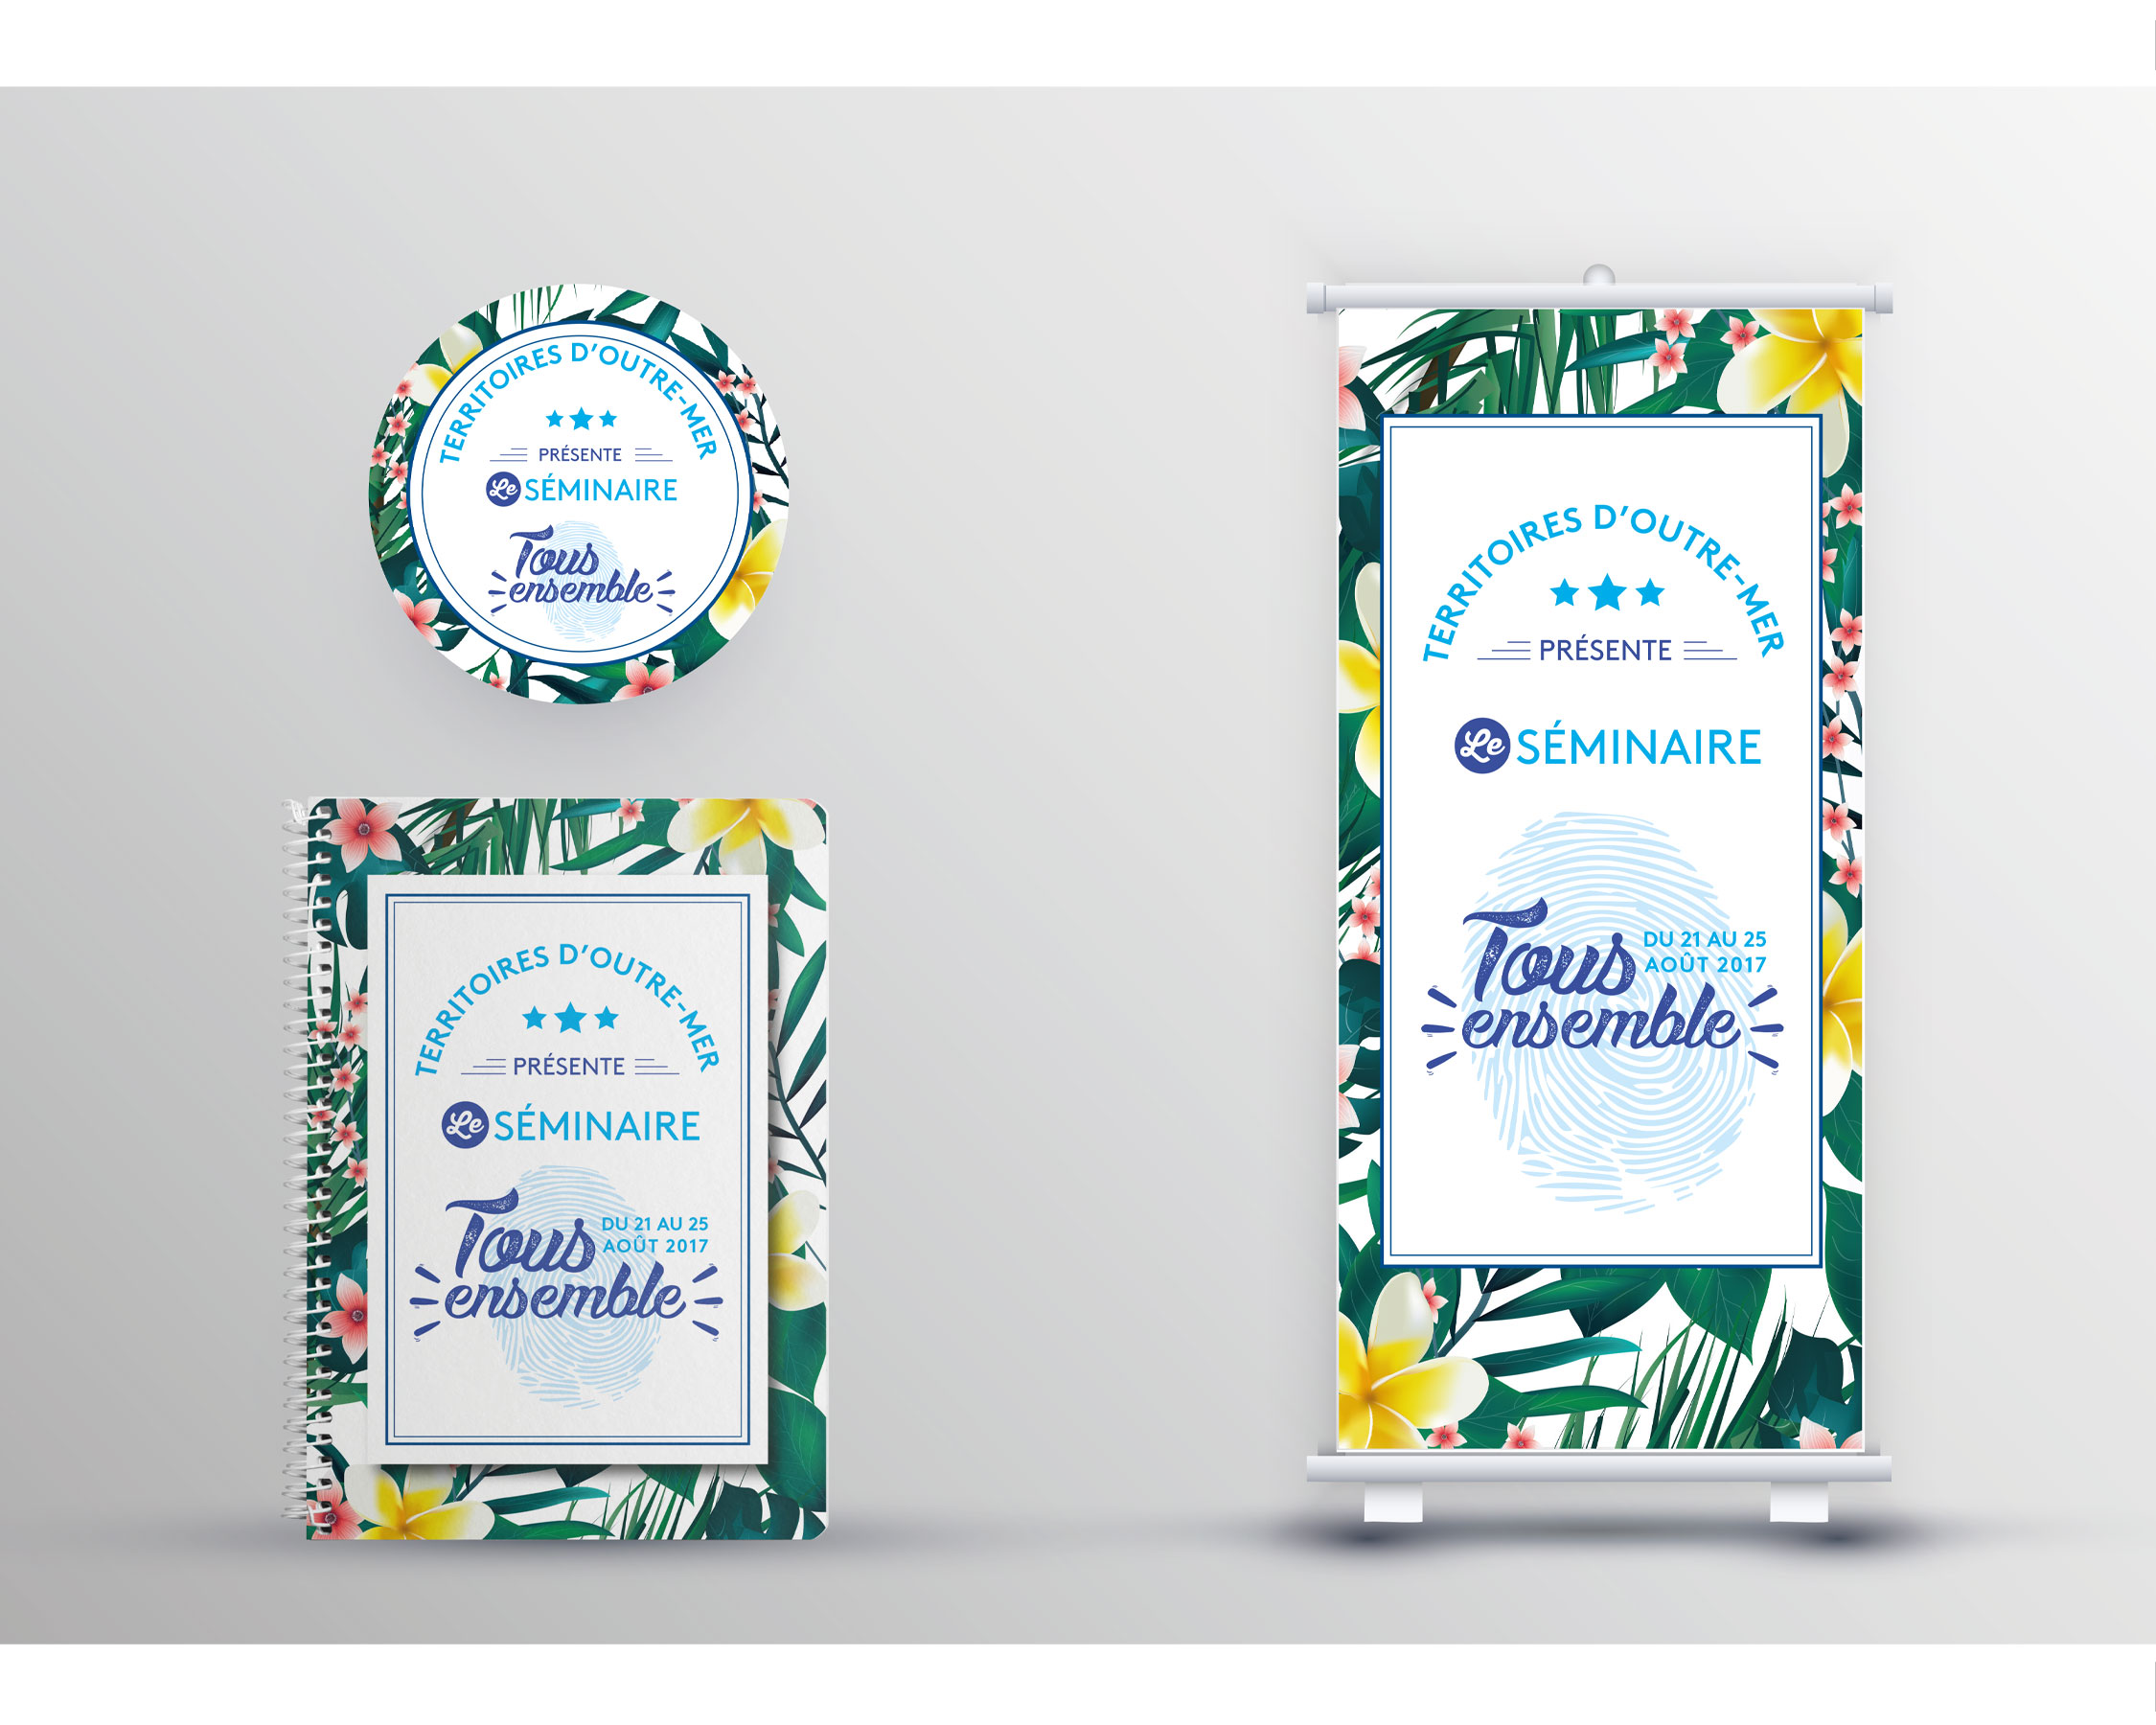 TERRITOIRES D'OUTRE-MER
PRÉSENTE
Le SÉMINAIRE
Tous
ensemble
TERRITOIRES D'OUTRE-MER
PRÉSENTE
Le SÉMINAIRE
Tous
DU 21 AU 25
AOÛT 2017
ensemble
TERRITOIRES D'OUTRE-MER
PRÉSENTE
Le SÉMINAIRE
Tous
DU 21 AU 25
AOÛT 2017
ensemble